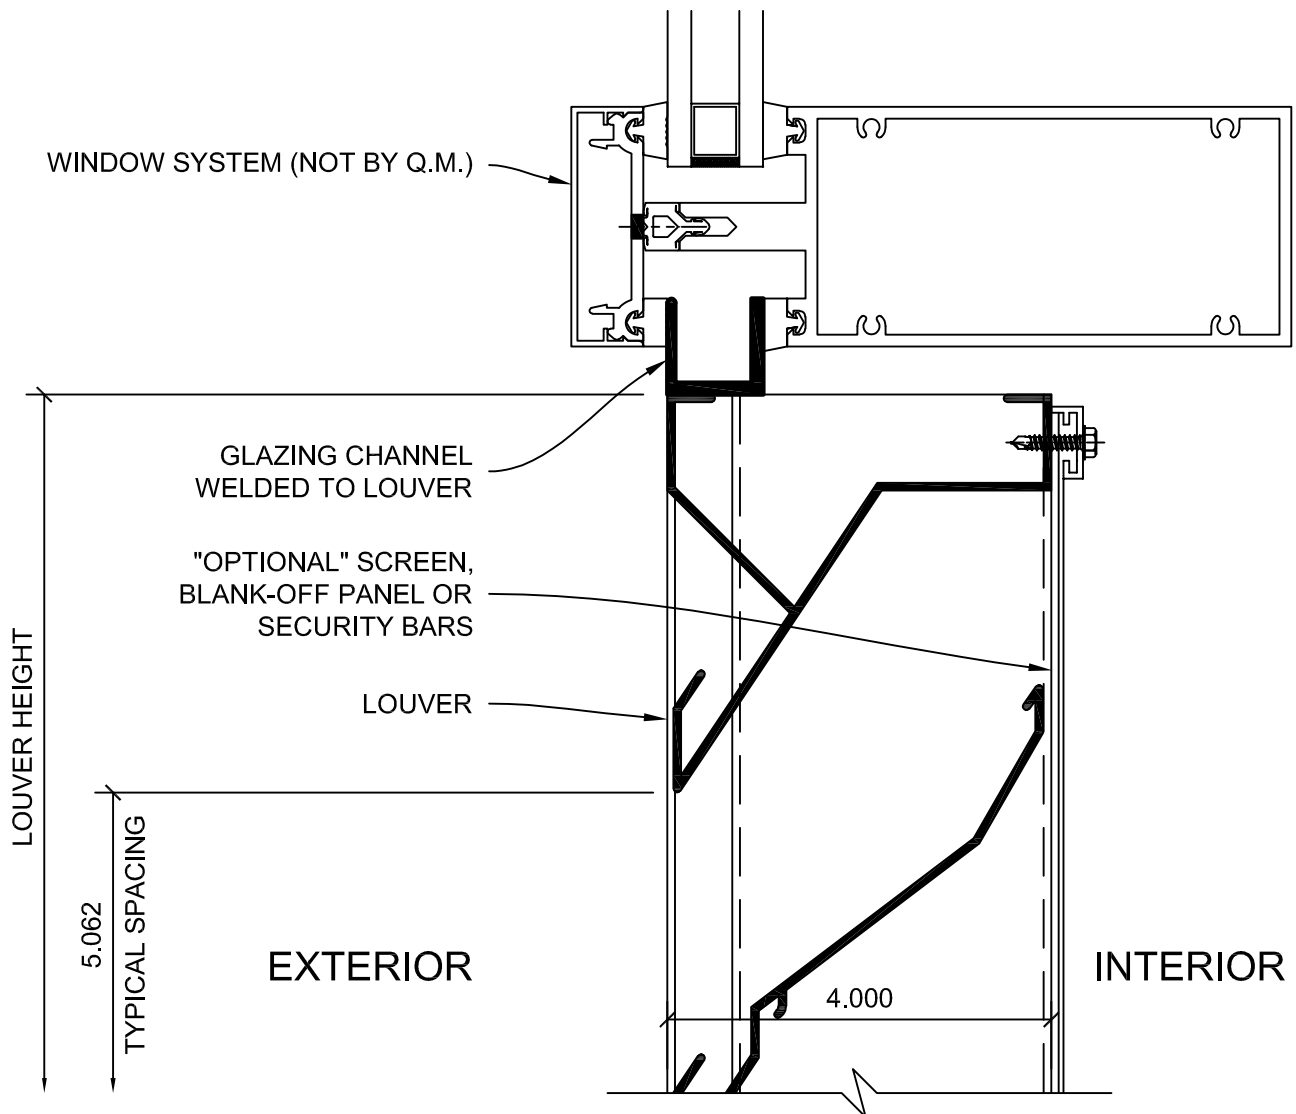 WINDOW SYSTEM (NOT BY Q.M.)
GLAZING CHANNEL
WELDED TO LOUVER
"OPTIONAL" SCREEN,
BLANK-OFF PANEL OR
SECURITY BARS
LOUVER
LOUVER HEIGHT
5.062
TYPICAL SPACING
EXTERIOR
4.000
INTERIOR